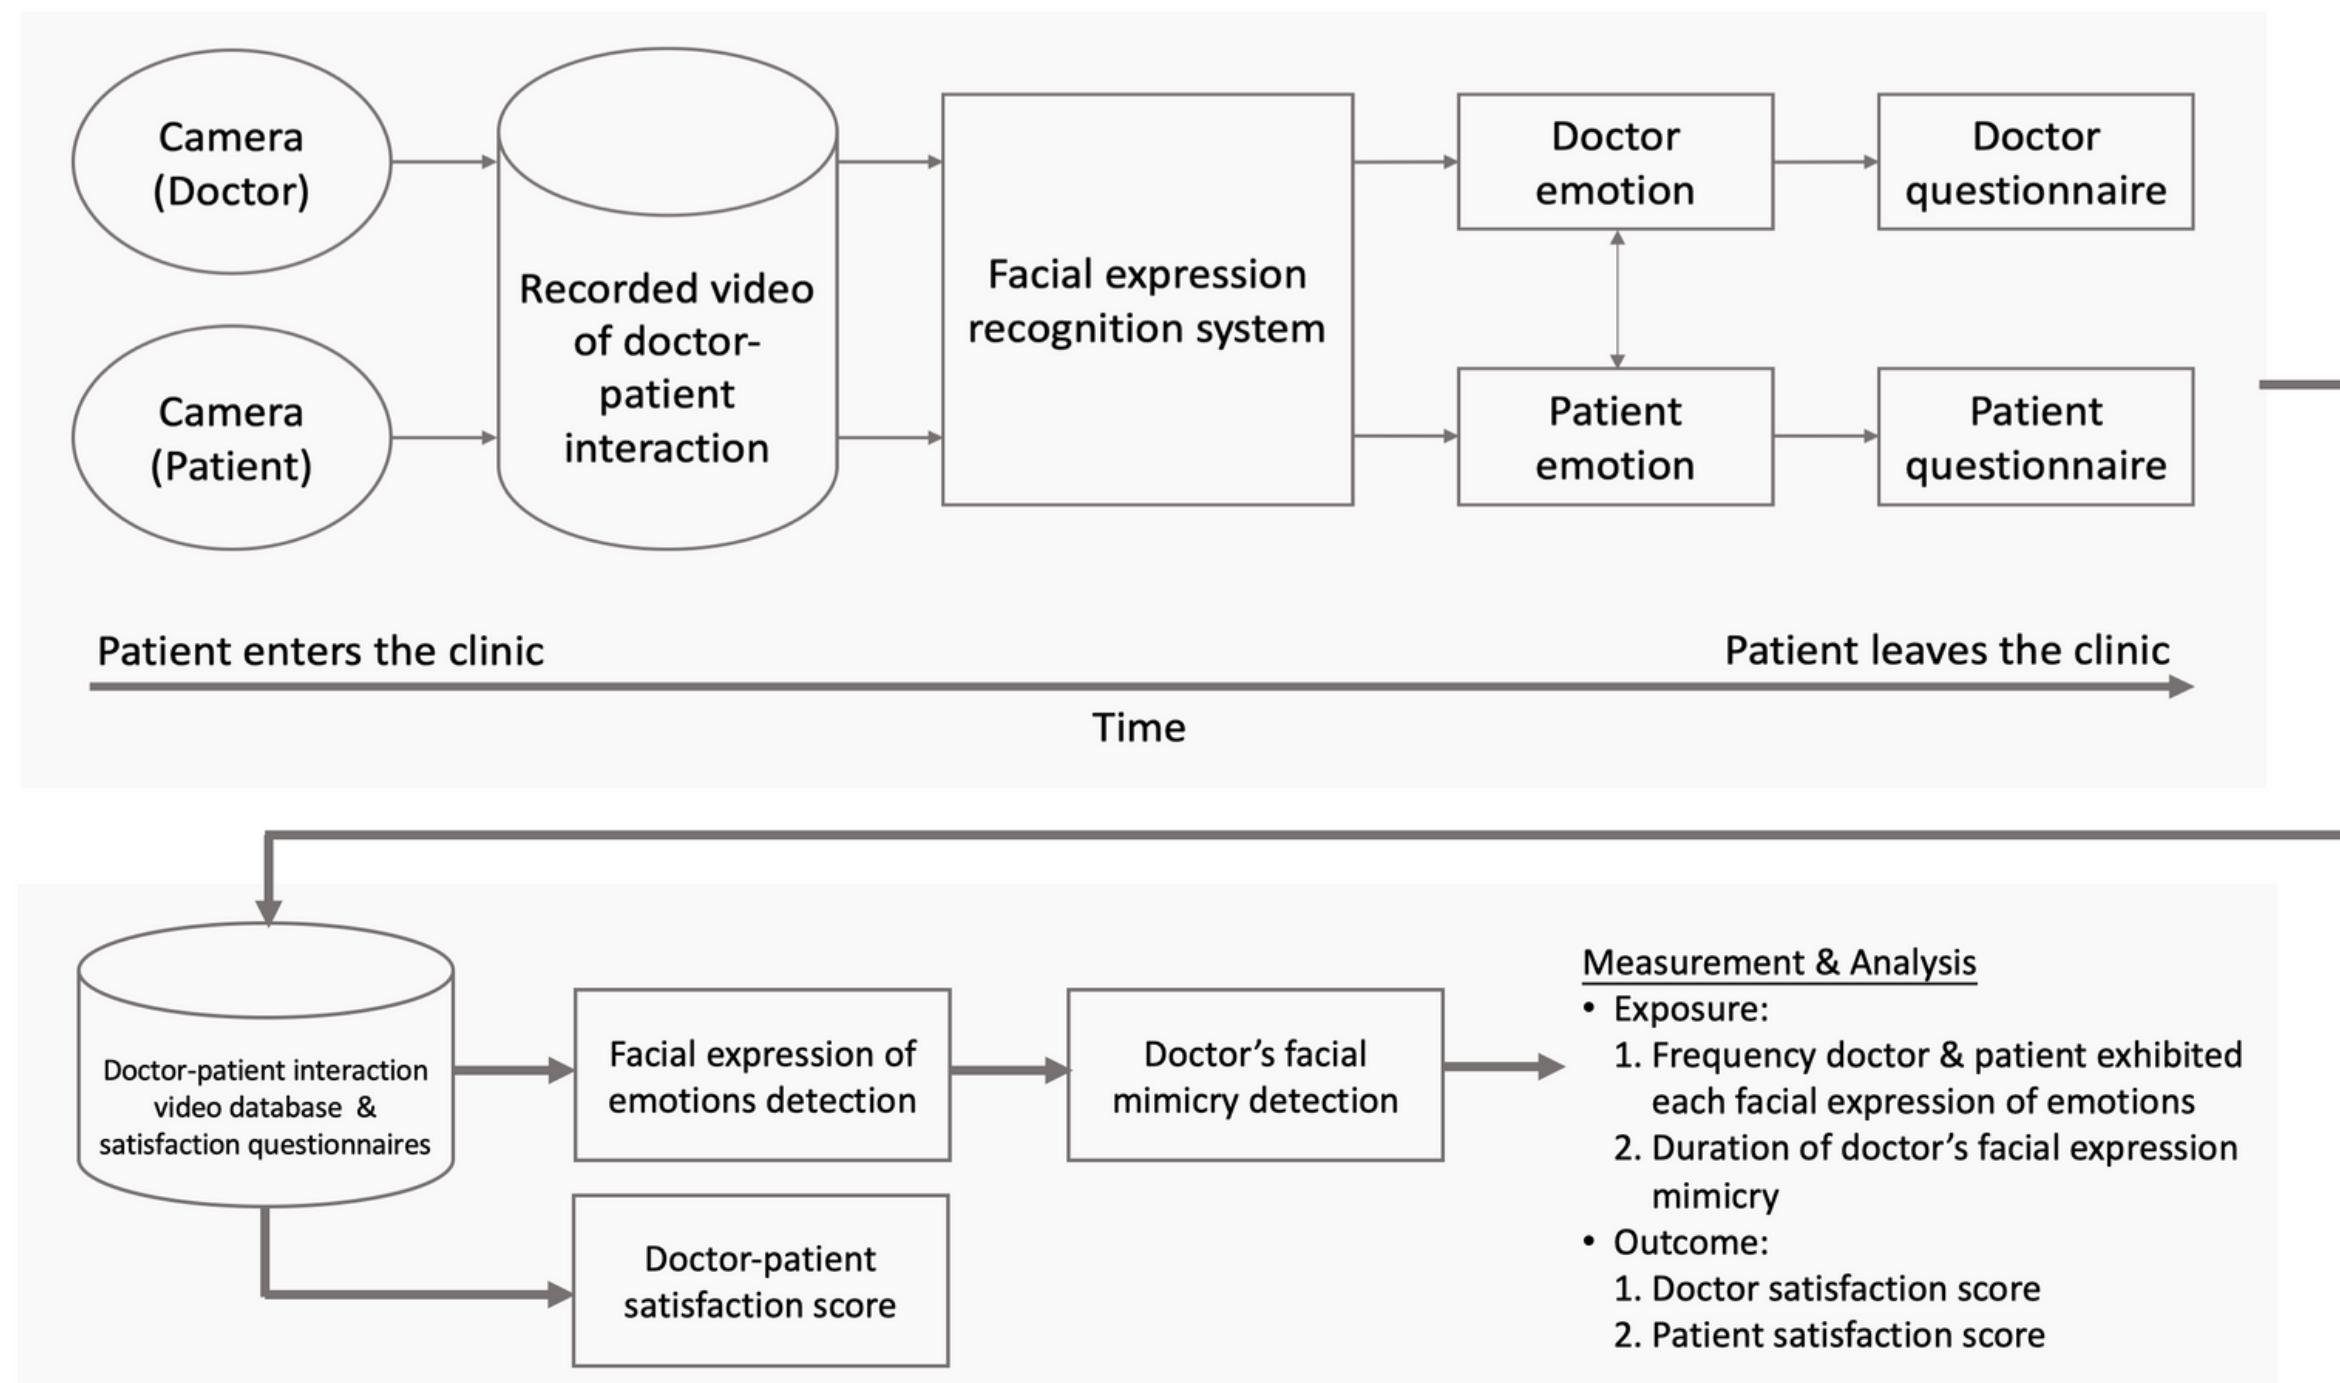 Camera
(Doctor)
Camera
(Patient)
Recorded video
of doctor-
patient
interaction
Facial expression
recognition system
Doctor
emotion
Patient
emotion
Doctor
questionnaire
Patient
questionnaire
Patient enters the clinic
Patient leaves the clinic
Time
Doctor-patient interaction
video database &
satisfaction questionnaires
Facial expression of
emotions detection
Doctor’s facial
mimicry detection
Doctor-patient
satisfaction score
Measurement & Analysis
• Exposure:
1. Frequency doctor & patient exhibited
each facial expression of emotions
2. Duration of doctor’s facial expression
mimicry
• Outcome:
1. Doctor satisfaction score
2. Patient satisfaction score